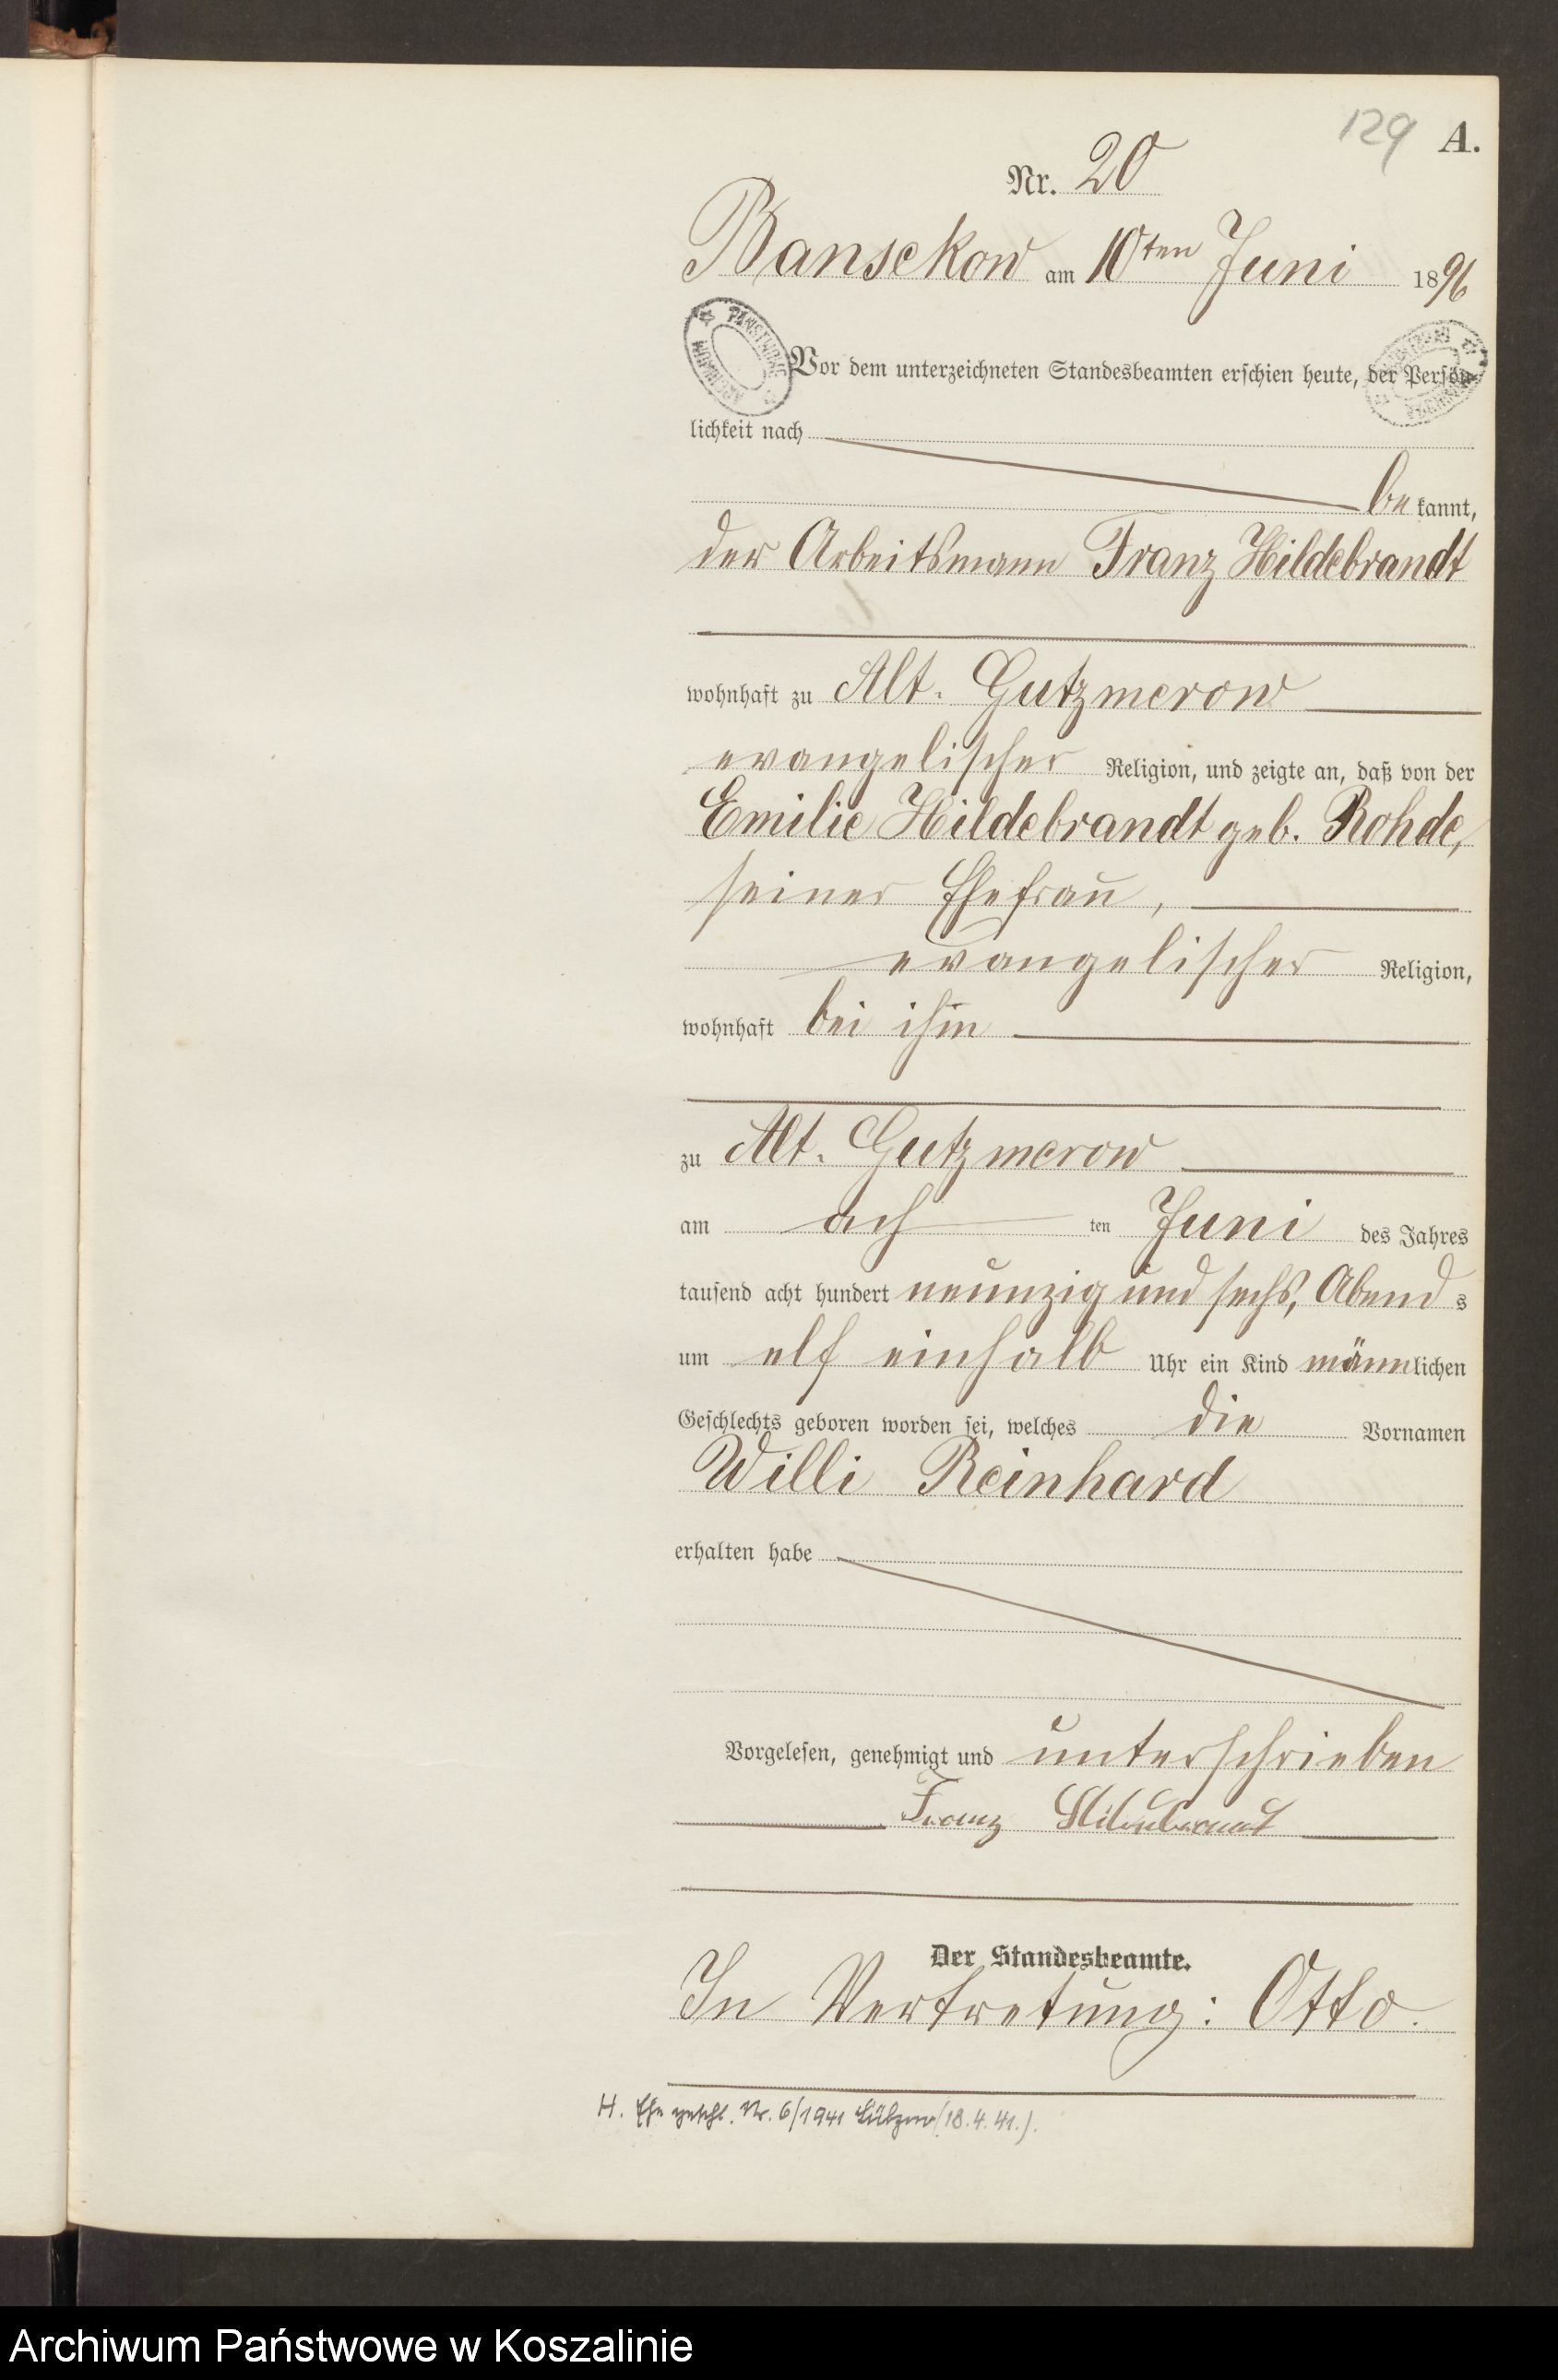 129 A.
Nr. 20
Bansekow am 10ten Juni 1896
Vor dem unterzeichneten Standesbeamten erschien heute, der Persön-
lichkeit nach
bekannt,
der Arbeitsmann Franz Hildebrandt
wohnhaft zu Alt. Gutzmerow
evangelischer Religion, und zeigte an, daß von der
Emilie Hildebrandt geb. Rohde,
seiner Ehefrau,
evangelischer Religion,
wohnhaft bei ihm
zu Alt. Gutzmerow
am ach ten Juni des Jahres
tausend acht hundert neunzig und sechs, Abends
um elf einhalb Uhr ein Kind männlichen
Geschlechts geboren worden sei, welches die Vornamen
Willi Reinhard
erhalten habe
Vorgelesen, genehmigt und unterschrieben
Franz Hildebrandt
Der Standesbeamte.
In Vertretung: Otto.
H. Ehe geschl. Nr. 6/1941 (18.4.41.).
Archiwum Państwowe w Koszalinie